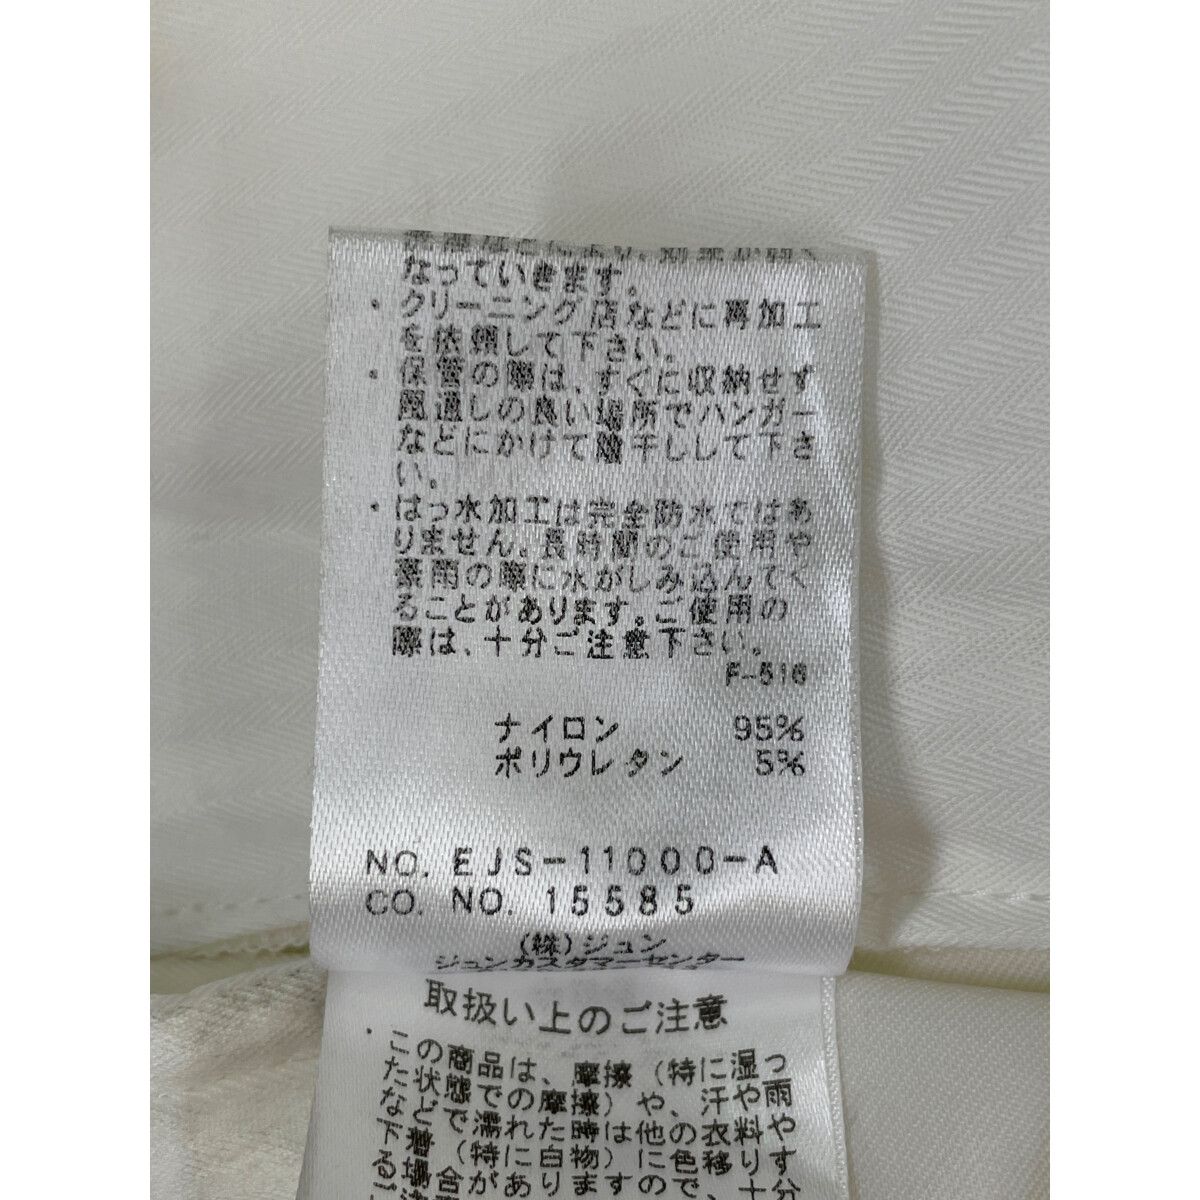 なっていきます。
・クリーニング店などに再加工
を依頼して下さい。
・保管の際は、すぐに収納せず
風通しの良い場所でハンガー
などにかけて陰干しして下さ
い。
・はっ水加工は完全防水ではあ
りません。長時間のご使用や
豪雨の際に水がしみ込んでく
ることがあります。ご使用の
際は、十分ご注意下さい。
F-516
ナイロン 95%
ポリウレタン 5%
NO. EJS-11000-A
CO. NO. 15585
(株)ジュン
ジュンカスタマーセンター
取扱い上のご注意
・この商品は、摩擦(特に湿っ
た状態での摩擦)や、汗や雨
などで濡れた時は他の衣料や
下着(特に白物)に色移りす
る場合がありますので、十分